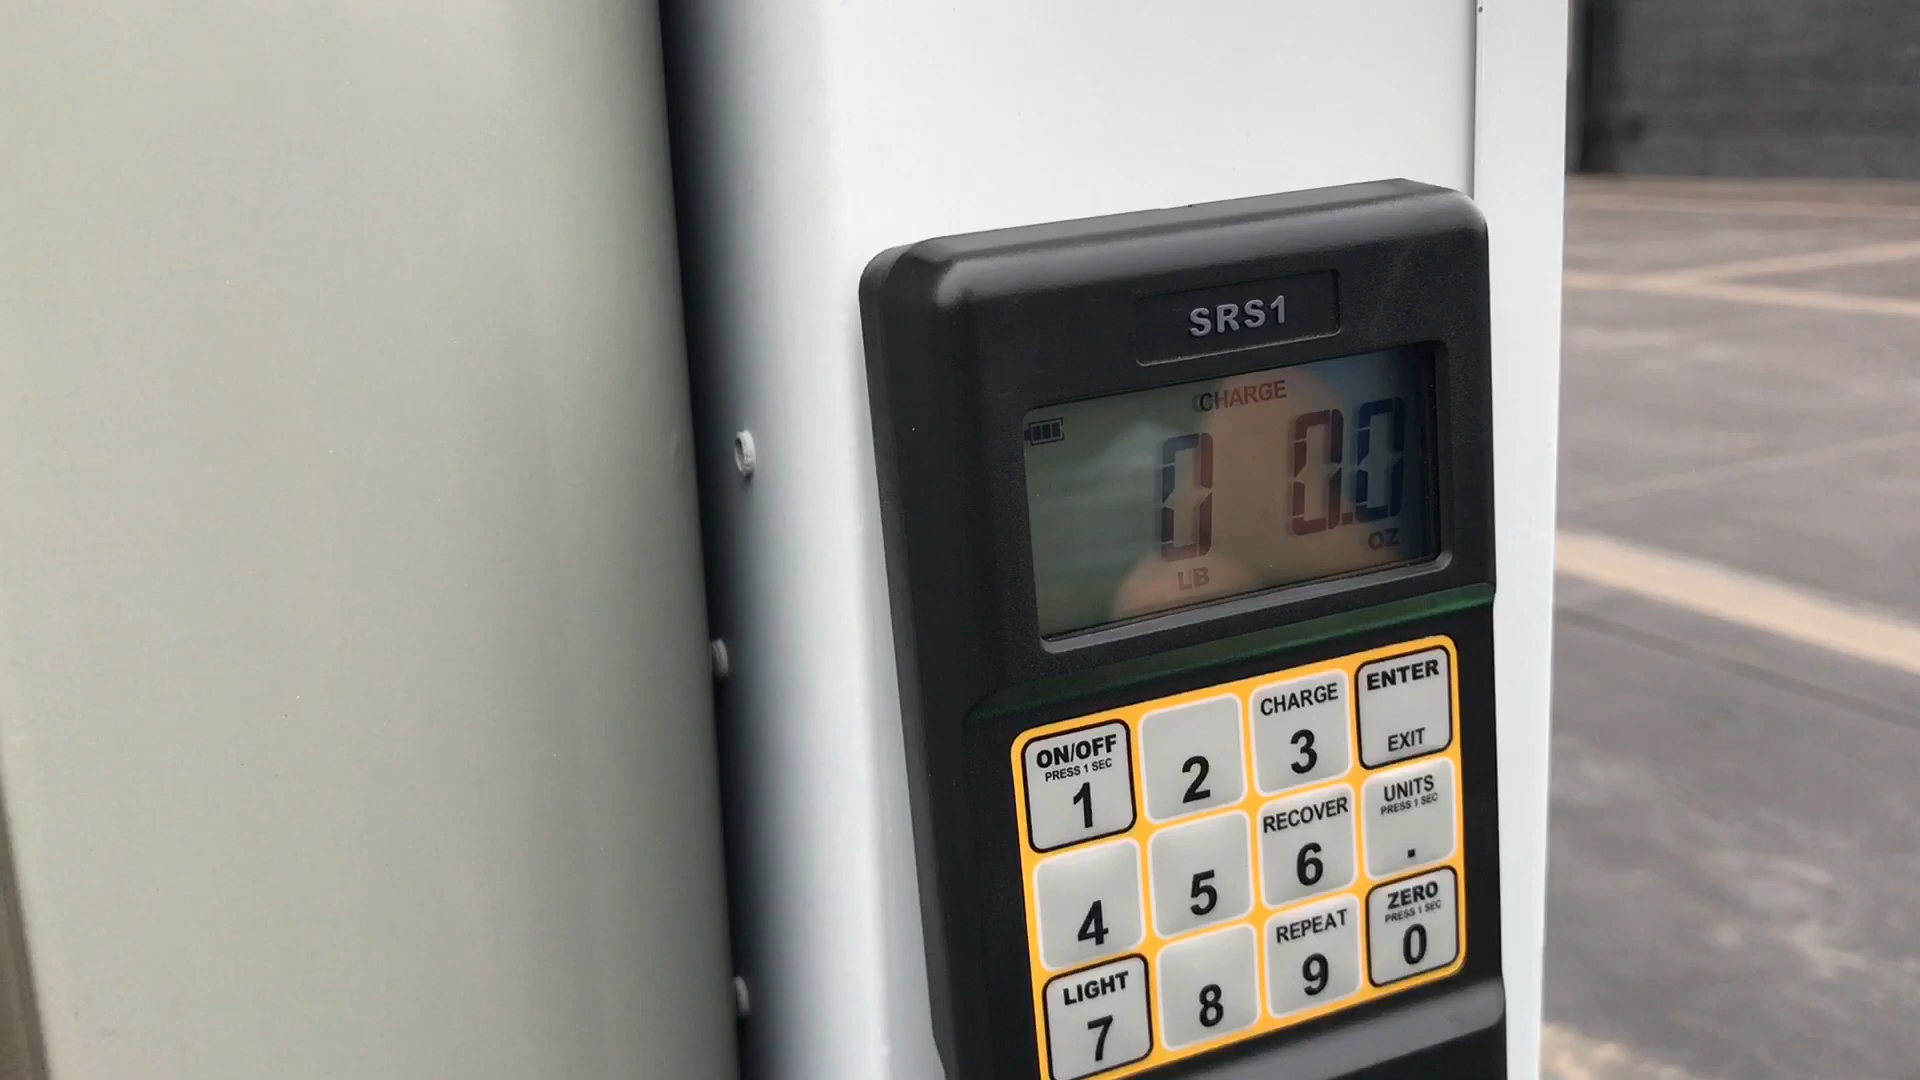 SRS1
CHARGE
0 0.0
LB OZ
ON/OFF
PRESS 1 SEC
1
2
CHARGE
3
ENTER
EXIT
4
5
RECOVER
6
UNITS
PRESS 1 SEC
.
LIGHT
7
8
REPEAT
9
ZERO
PRESS 1 SEC
0